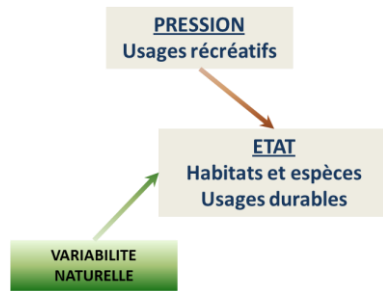 PRESSION
Usages récréatifs
ETAT
Habitats et espèces
Usages durables
VARIABILITE
NATURELLE